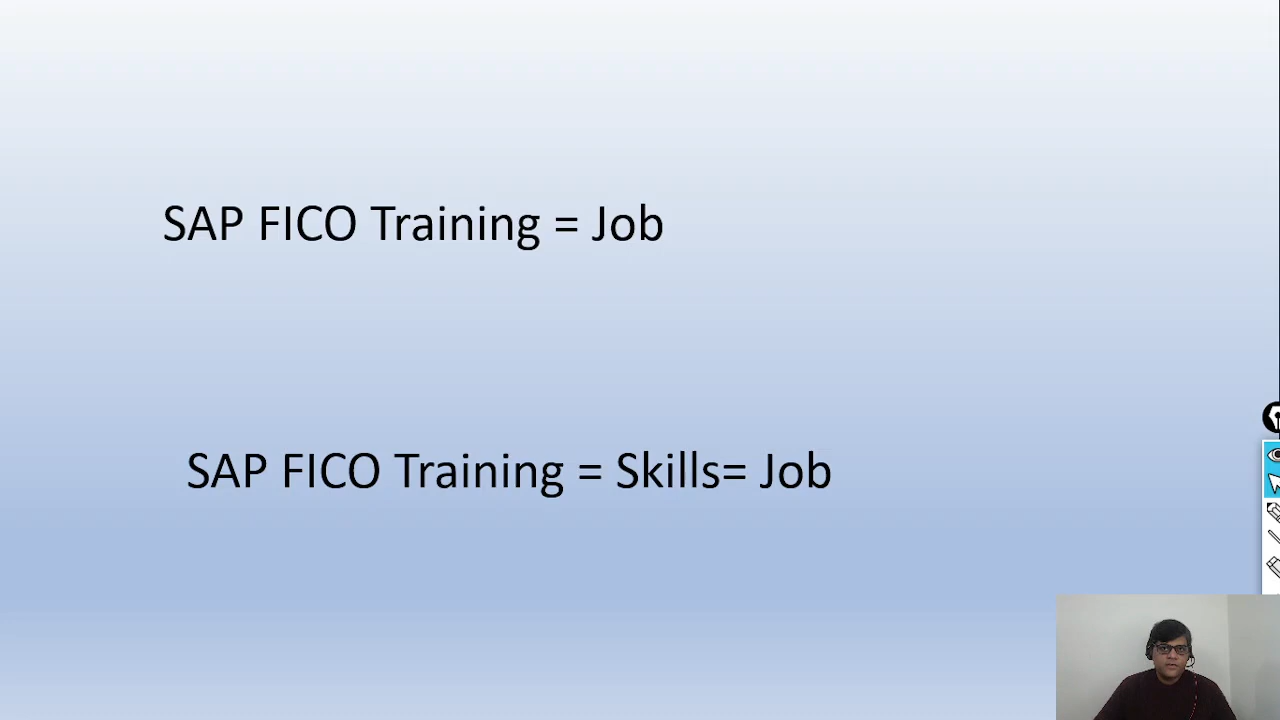 SAP FICO Training = Job
SAP FICO Training = Skills= Job